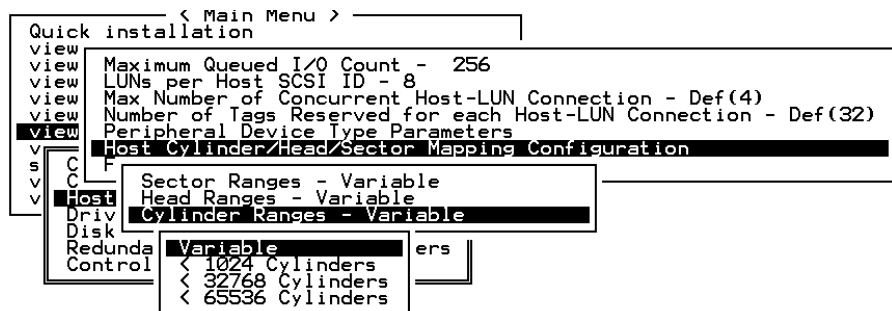 < Main Menu >
Quick installation
view
view
view
view
view
view
v
s
v
v
Maximum Queued I/O Count - 256
LUNs per Host SCSI ID - 8
Max Number of Concurrent Host-LUN Connection - Def(4)
Number of Tags Reserved for each Host-LUN Connection - Def(32)
Peripheral Device Type Parameters
Host Cylinder/Head/Sector Mapping Configuration
F
C
C
Host
Driv
Disk
Redunda ers
Control
Sector Ranges - Variable
Head Ranges - Variable
Cylinder Ranges - Variable
Variable
< 1024 Cylinders
< 32768 Cylinders
< 65536 Cylinders